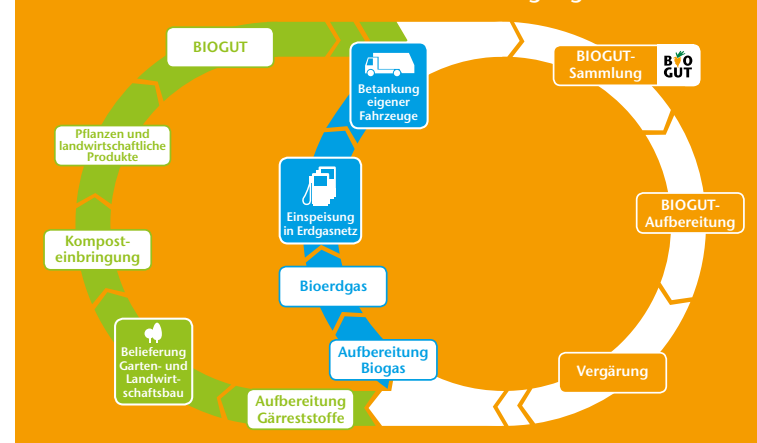 BIOGUT
Betankung
eigener
Fahrzeuge
BIOGUT-
Sammlung
BIO
GUT
Pflanzen und
landwirtschaftliche
Produkte
Einspeisung
in Erdgasnetz
BIOGUT-
Aufbereitung
Kompost-
einbringung
Bioerdgas
Belieferung
Garten- und
Landwirt-
schaftsbau
Aufbereitung
Biogas
Vergärung
Aufbereitung
Gärreststoffe